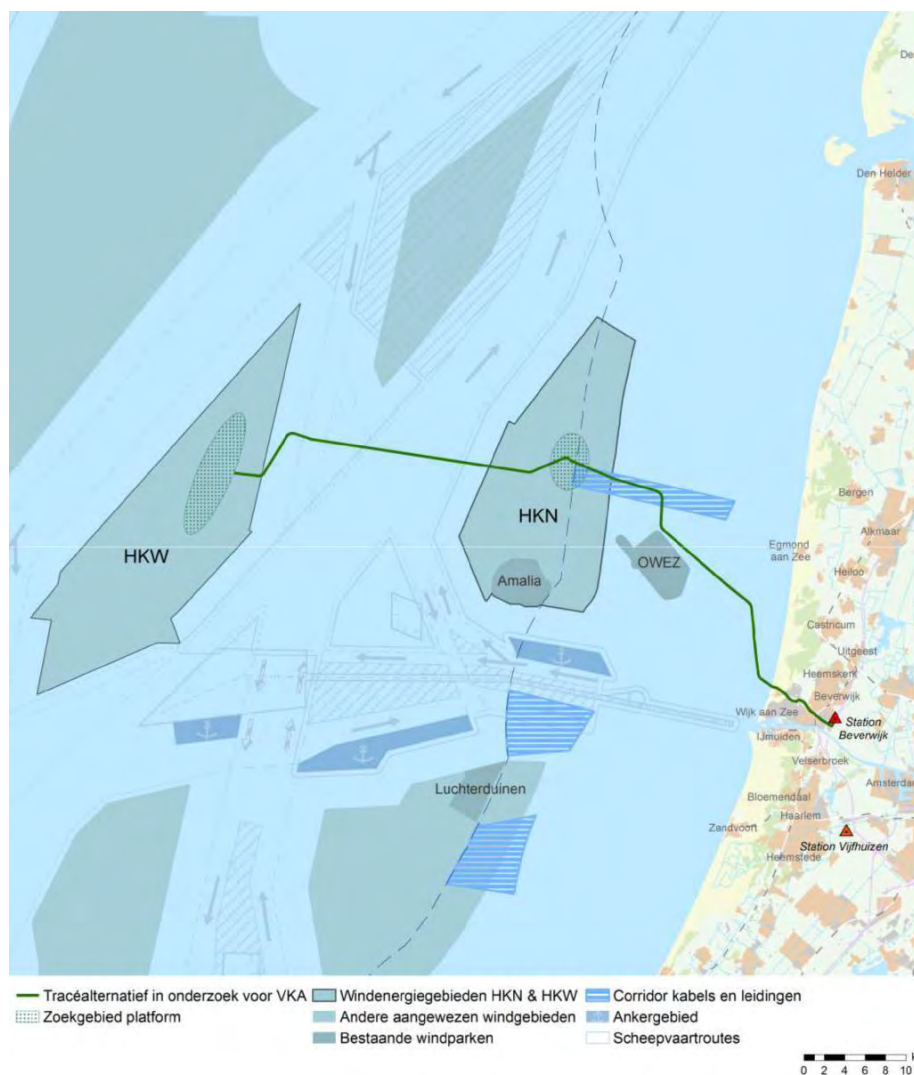 De
Den Helder
Bergen
Alkmaar
HKN
HKW
Egmond
aan Zee
OWEZ
Heiloo
Amalia
Castricum
Uitgeest
Heemskerk
Beverwijk
Wijk aan Zee
Station
Beverwijk
IJmuiden
Velserbroek
Luchterduinen
Amsterda
Bloemendaal
Haarlem
Zandvoort
Station Vijfhuizen
Heemstede
Tracéalternatief in onderzoek voor VKA
Zoekgebied platform
Windenergiegebieden HKN & HKW
Andere aangewezen windgebieden
Bestaande windparken
Corridor kabels en leidingen
Ankergebied
Scheepvaartroutes
0 2 4 6 8 10